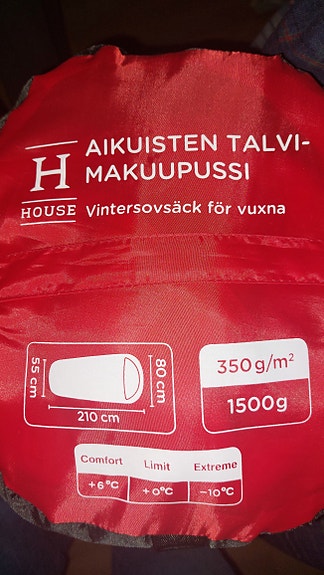 H
HOUSE
AIKUISTEN TALVI-
MAKUUPUSSI
Vintersovsäck för vuxna
55 cm
80 cm
210 cm
350 g/m²
1500g
Comfort Limit Extreme
+6°C +0°C -10°C